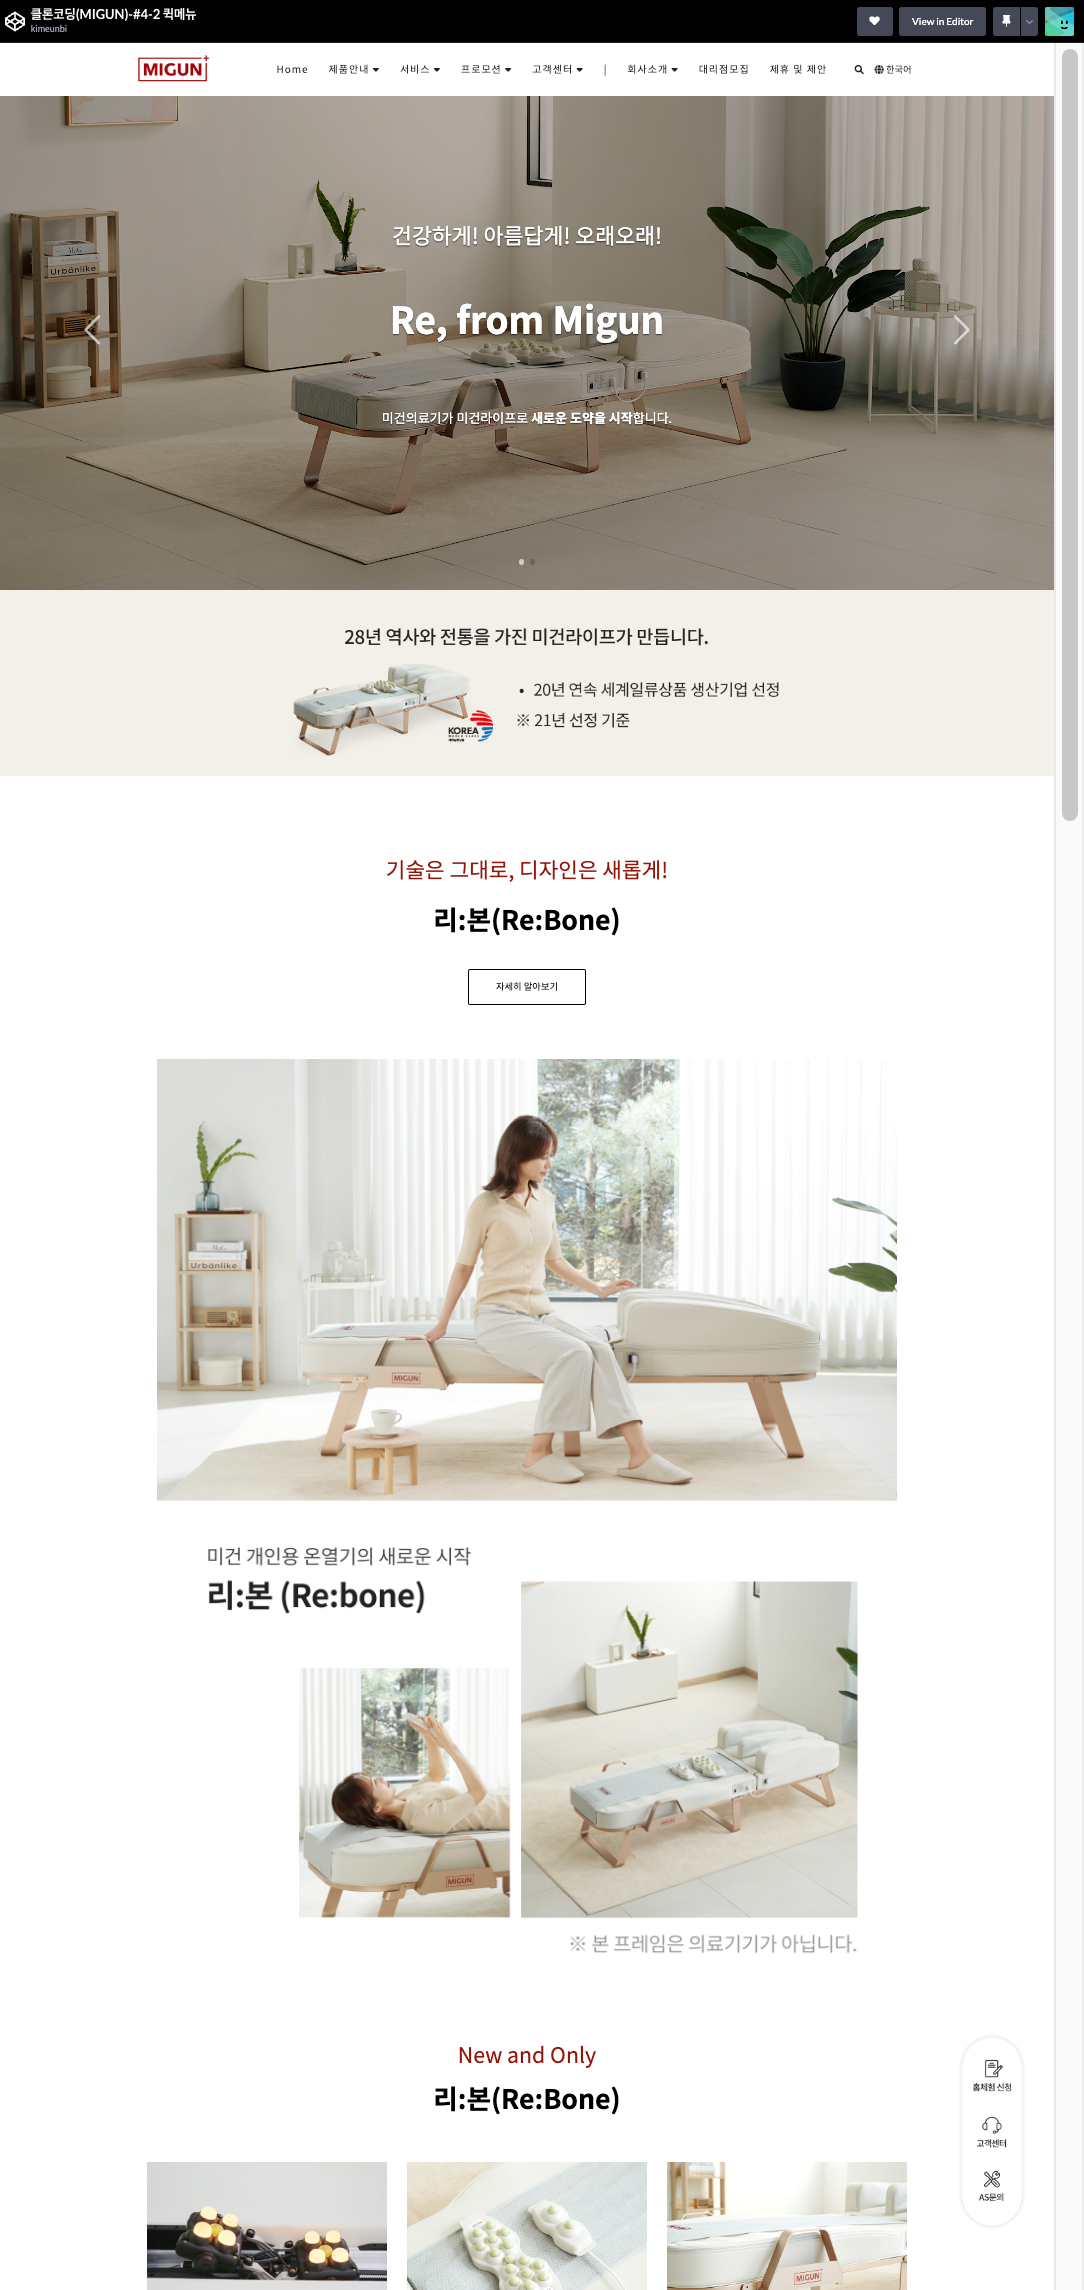 클론코딩(MIGUN)-#4-2 퀵메뉴
kimeunbi
View in Editor
MIGUN
Home 제품안내 서비스 프로모션 고객센터 | 회사소개 대리점모집 제휴 및 제안 한국어
MaG
Urbänlike
건강하게! 아름답게! 오래오래!
Re, from Migun
미건의료기가 미건라이프로 새로운 도약을 시작합니다.
28년 역사와 전통을 가진 미건라이프가 만듭니다.
KOREA
WORLD CLASS
• 20년 연속 세계일류상품 생산기업 선정
※ 21년 선정 기준
기술은 그대로, 디자인은 새롭게!
리:본(Re:Bone)
자세히 알아보기
Urbänlike
MIGUN
미건 개인용 온열기의 새로운 시작
리:본 (Re:bone)
MIGUN
※ 본 프레임은 의료기기가 아닙니다.
New and Only
리:본(Re:Bone)
홈체험 신청
고객센터
AS문의
MIGUN